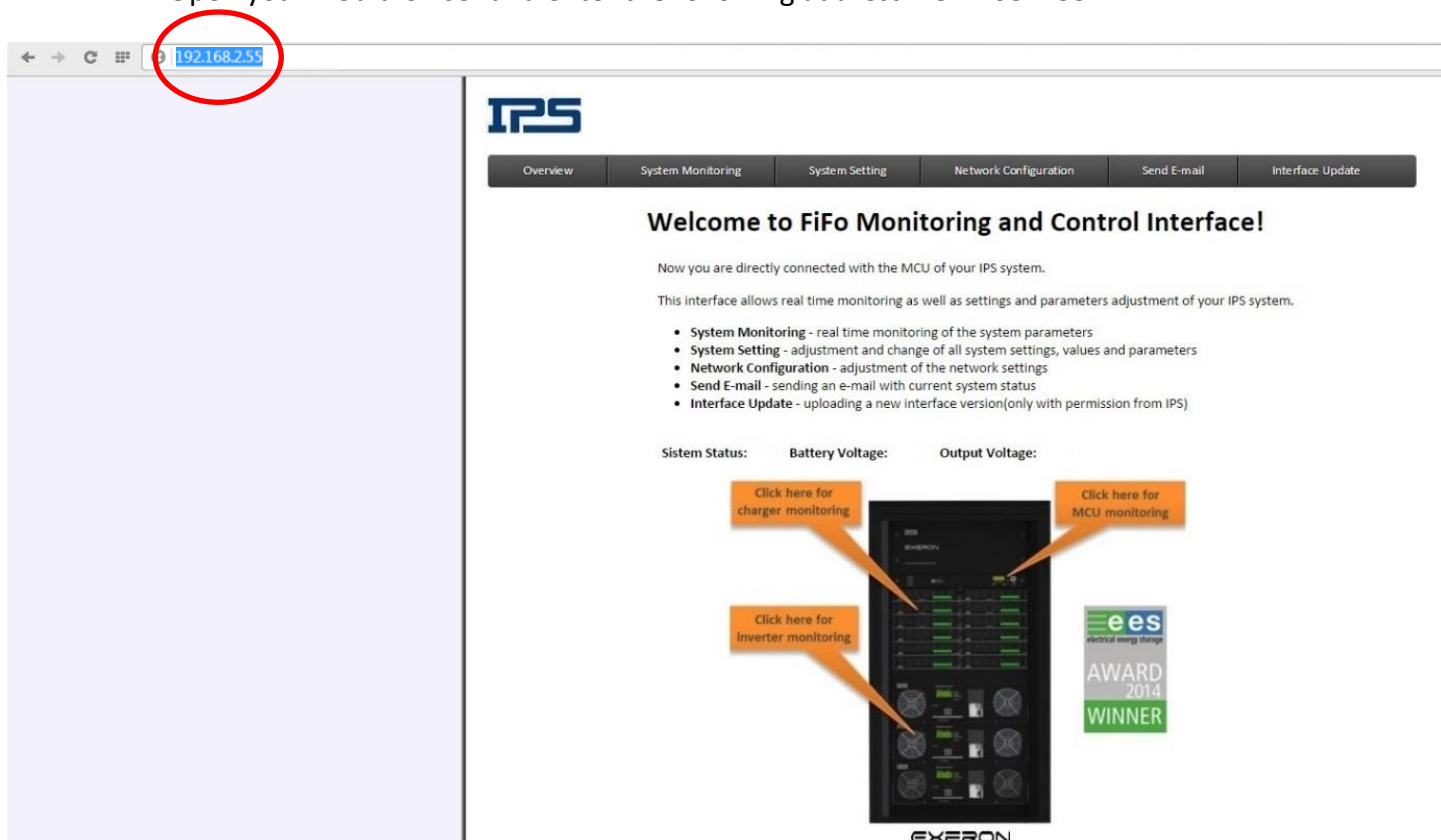 192.168.2.55
IPS
Overview System Monitoring System Setting Network Configuration Send E-mail Interface Update
Welcome to FiFo Monitoring and Control Interface!
Now you are directly connected with the MCU of your IPS system.
This interface allows real time monitoring as well as settings and parameters adjustment of your IPS system.
• System Monitoring - real time monitoring of the system parameters
• System Setting - adjustment and change of all system settings, values and parameters
• Network Configuration - adjustment of the network settings
• Send E-mail - sending an e-mail with current system status
• Interface Update - uploading a new interface version(only with permission from IPS)
Sistem Status: Battery Voltage: Output Voltage:
Click here for
charger monitoring
Click here for
MCU monitoring
EXERON
Click here for
inverter monitoring
ees
electrical energy storage
AWARD
2014
WINNER
EXERON